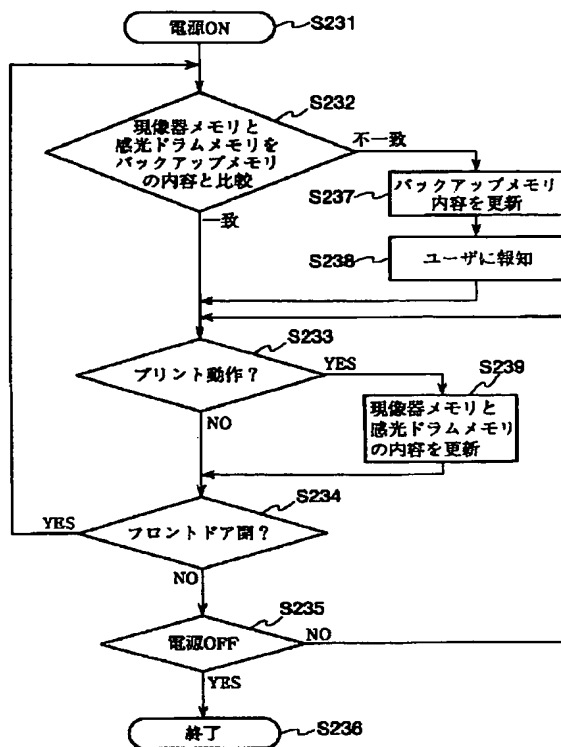 電源ON
S231
S232
現像器メモリと
感光ドラムメモリを
バックアップメモリ
の内容と比較
不一致
一致
S237
バックアップメモリ
内容を更新
S238
ユーザに報知
S233
プリント動作？
YES
NO
S239
現像器メモリと
感光ドラムメモリ
の内容を更新
S234
フロントドア閉？
YES
NO
S235
電源OFF
NO
YES
終了
S236